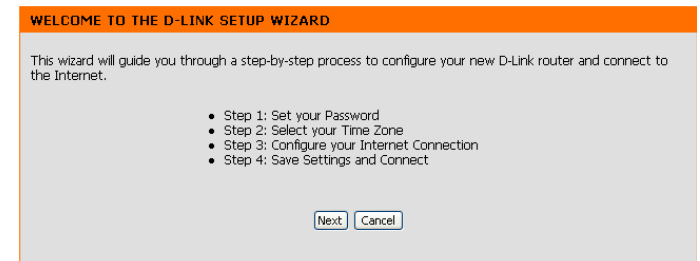 WELCOME TO THE D-LINK SETUP WIZARD
This wizard will guide you through a step-by-step process to configure your new D-Link router and connect to
the Internet.
• Step 1: Set your Password
• Step 2: Select your Time Zone
• Step 3: Configure your Internet Connection
• Step 4: Save Settings and Connect
Next Cancel